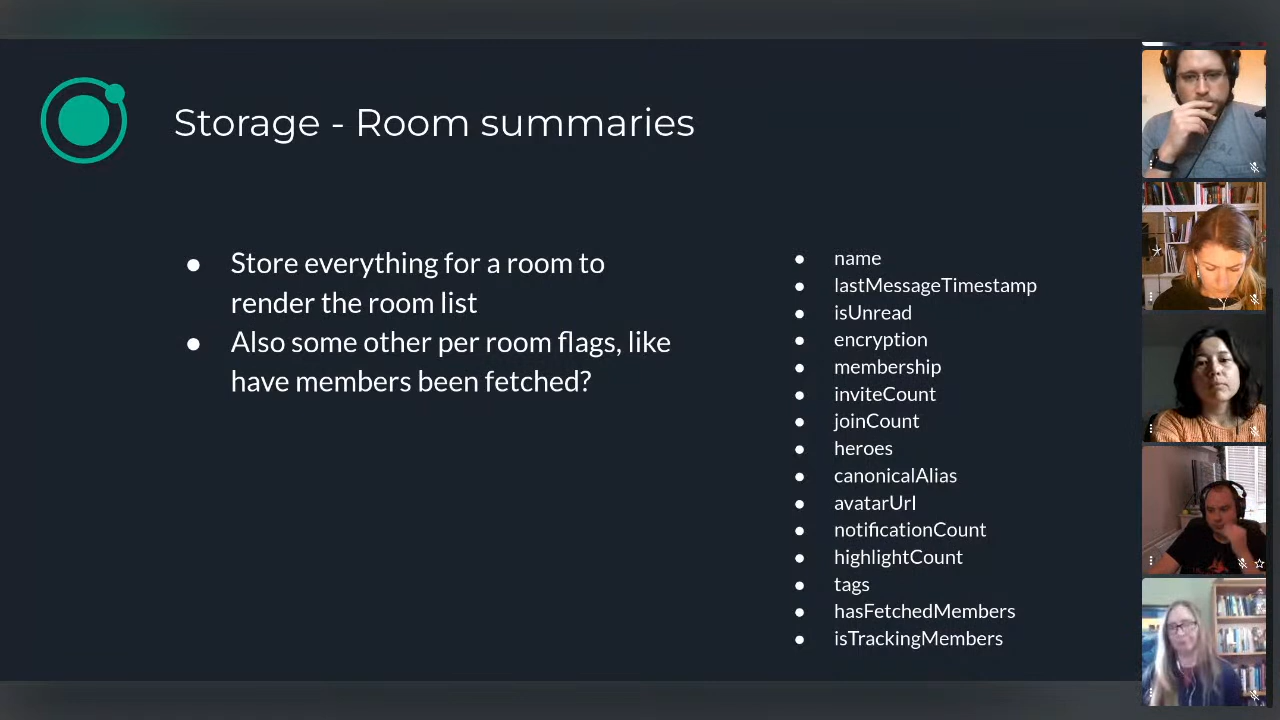 Storage - Room summaries
● Store everything for a room to
render the room list
● Also some other per room flags, like
have members been fetched?
● name
● lastMessageTimestamp
● isUnread
● encryption
● membership
● inviteCount
● joinCount
● heroes
● canonicalAlias
● avatarUrl
● notificationCount
● highlightCount
● tags
● hasFetchedMembers
● isTrackingMembers